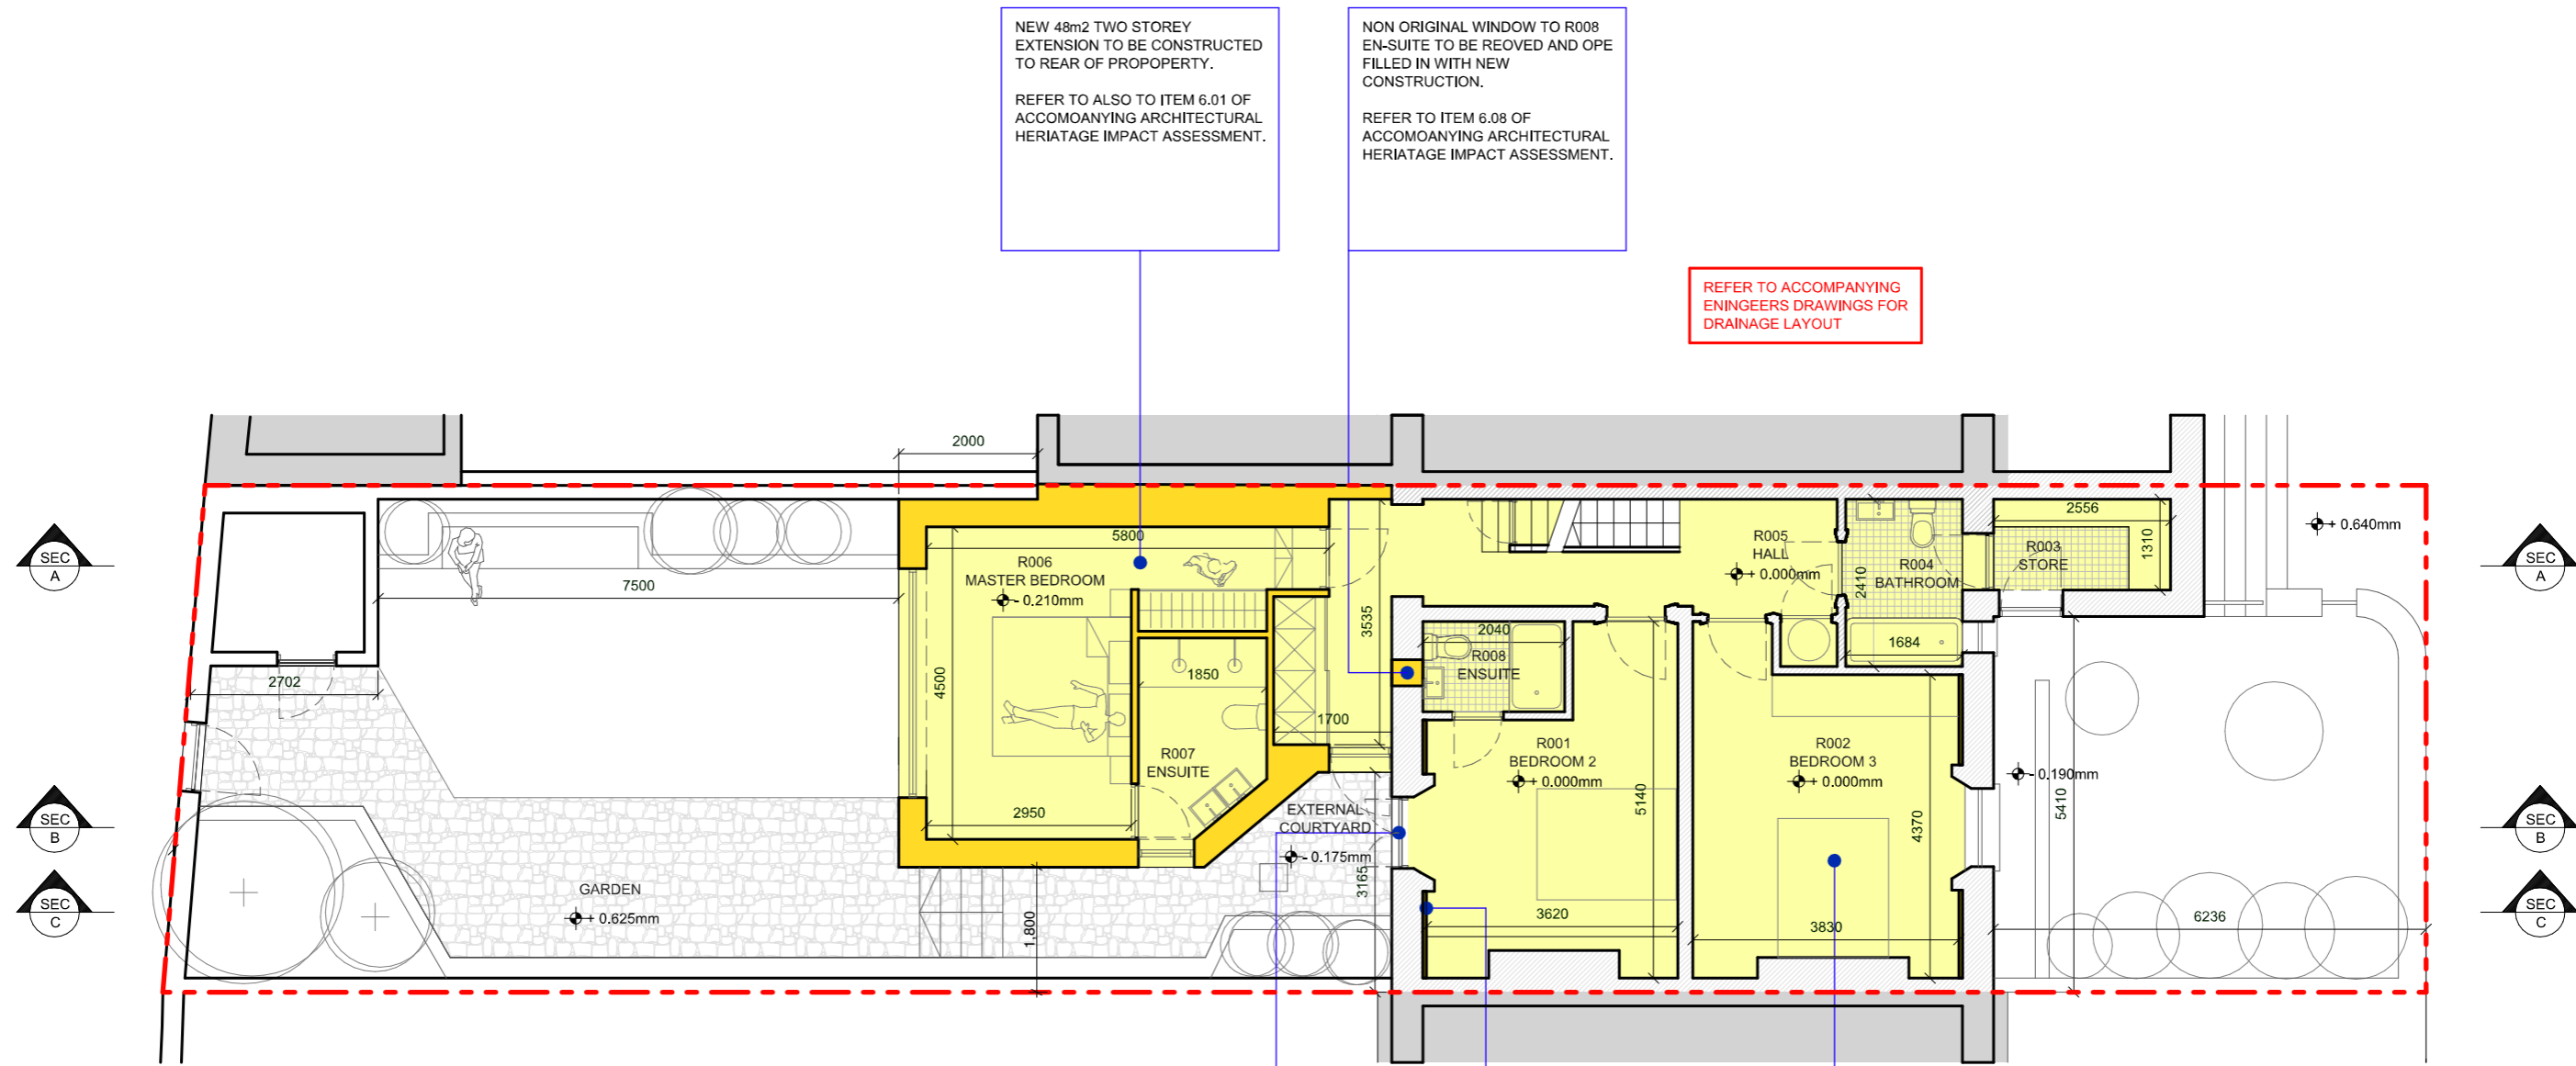 NEW 48m2 TWO STOREY
EXTENSION TO BE CONSTRUCTED
TO REAR OF PROPOPERTY.
REFER TO ALSO TO ITEM 6.01 OF
ACCOMOANYING ARCHITECTURAL
HERIATAGE IMPACT ASSESSMENT.
NON ORIGINAL WINDOW TO R008
EN-SUITE TO BE REOVED AND OPE
FILLED IN WITH NEW
CONSTRUCTION.
REFER TO ITEM 6.08 OF
ACCOMOANYING ARCHITECTURAL
HERIATAGE IMPACT ASSESSMENT.
REFER TO ACCOMPANYING
ENINGEERS DRAWINGS FOR
DRAINAGE LAYOUT
2000
SEC
A
7500
5800
R006
MASTER BEDROOM
- 0.210mm
4500
2950
1850
R007
ENSUITE
3535
1700
2702
2040
R008
ENSUITE
R005
HALL
+ 0.000mm
2410
R004
BATHROOM
1684
2556
R003
STORE
1310
+ 0.640mm
SEC
A
SEC
B
SEC
C
GARDEN
+ 0.625mm
1,800
EXTERNAL
COURTYARD
- 0.175mm
3165
R001
BEDROOM 2
+ 0.000mm
5140
3620
R002
BEDROOM 3
+ 0.000mm
4370
3830
- 0.190mm
5410
6236
SEC
B
SEC
C